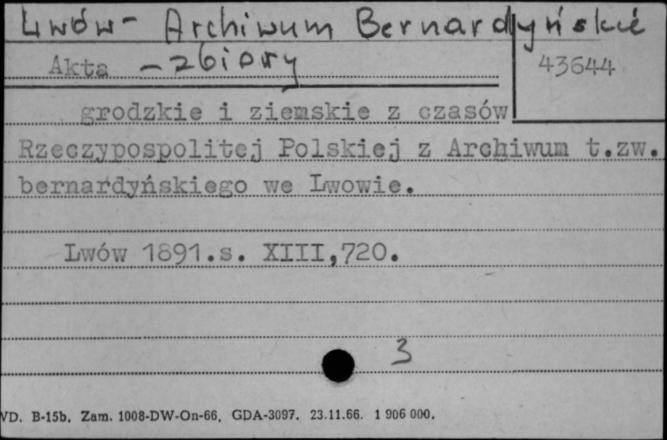 Lwów - Archiwum Bernardyńskie
Akta - zbiory 43644
grodzkie i ziemskie z czasów
Rzeczypospolitej Polskiej z Archiwum t.zw.
bernardyńskiego we Lwowie.
Lwów 1891.s. XIII,720.
3
WD. B-15b. Zam. 1008-DW-On-66. GDA-3097. 23.11.66. 1 906 000.